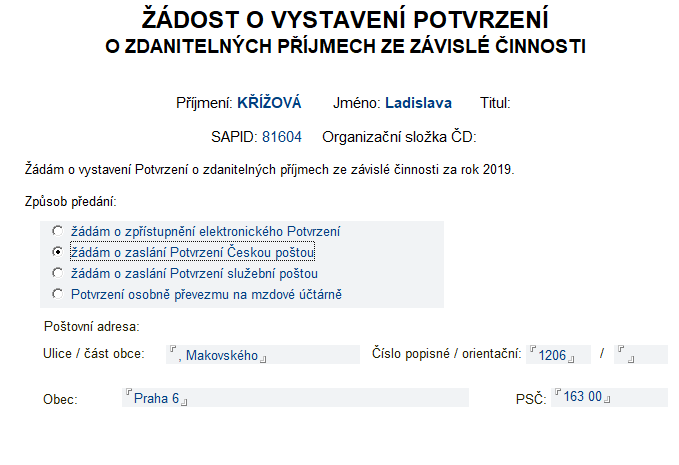 ŽÁDOST O VYSTAVENÍ POTVRZENÍ
O ZDANITELNÝCH PŘÍJMECH ZE ZÁVISLÉ ČINNOSTI
Příjmení: KŘÍŽOVÁ Jméno: Ladislava Titul:
SAPID: 81604 Organizační složka ČD:
Žádám o vystavení Potvrzení o zdanitelných příjmech ze závislé činnosti za rok 2019.
Způsob předání:
žádám o zpřístupnění elektronického Potvrzení
žádám o zaslání Potvrzení Českou poštou
žádám o zaslání Potvrzení služební poštou
Potvrzení osobně převezmu na mzdové účtárně
Poštovní adresa:
Ulice / část obce: , Makovského Číslo popisné / orientační: 1206 /
Obec: Praha 6 PSČ: 163 00